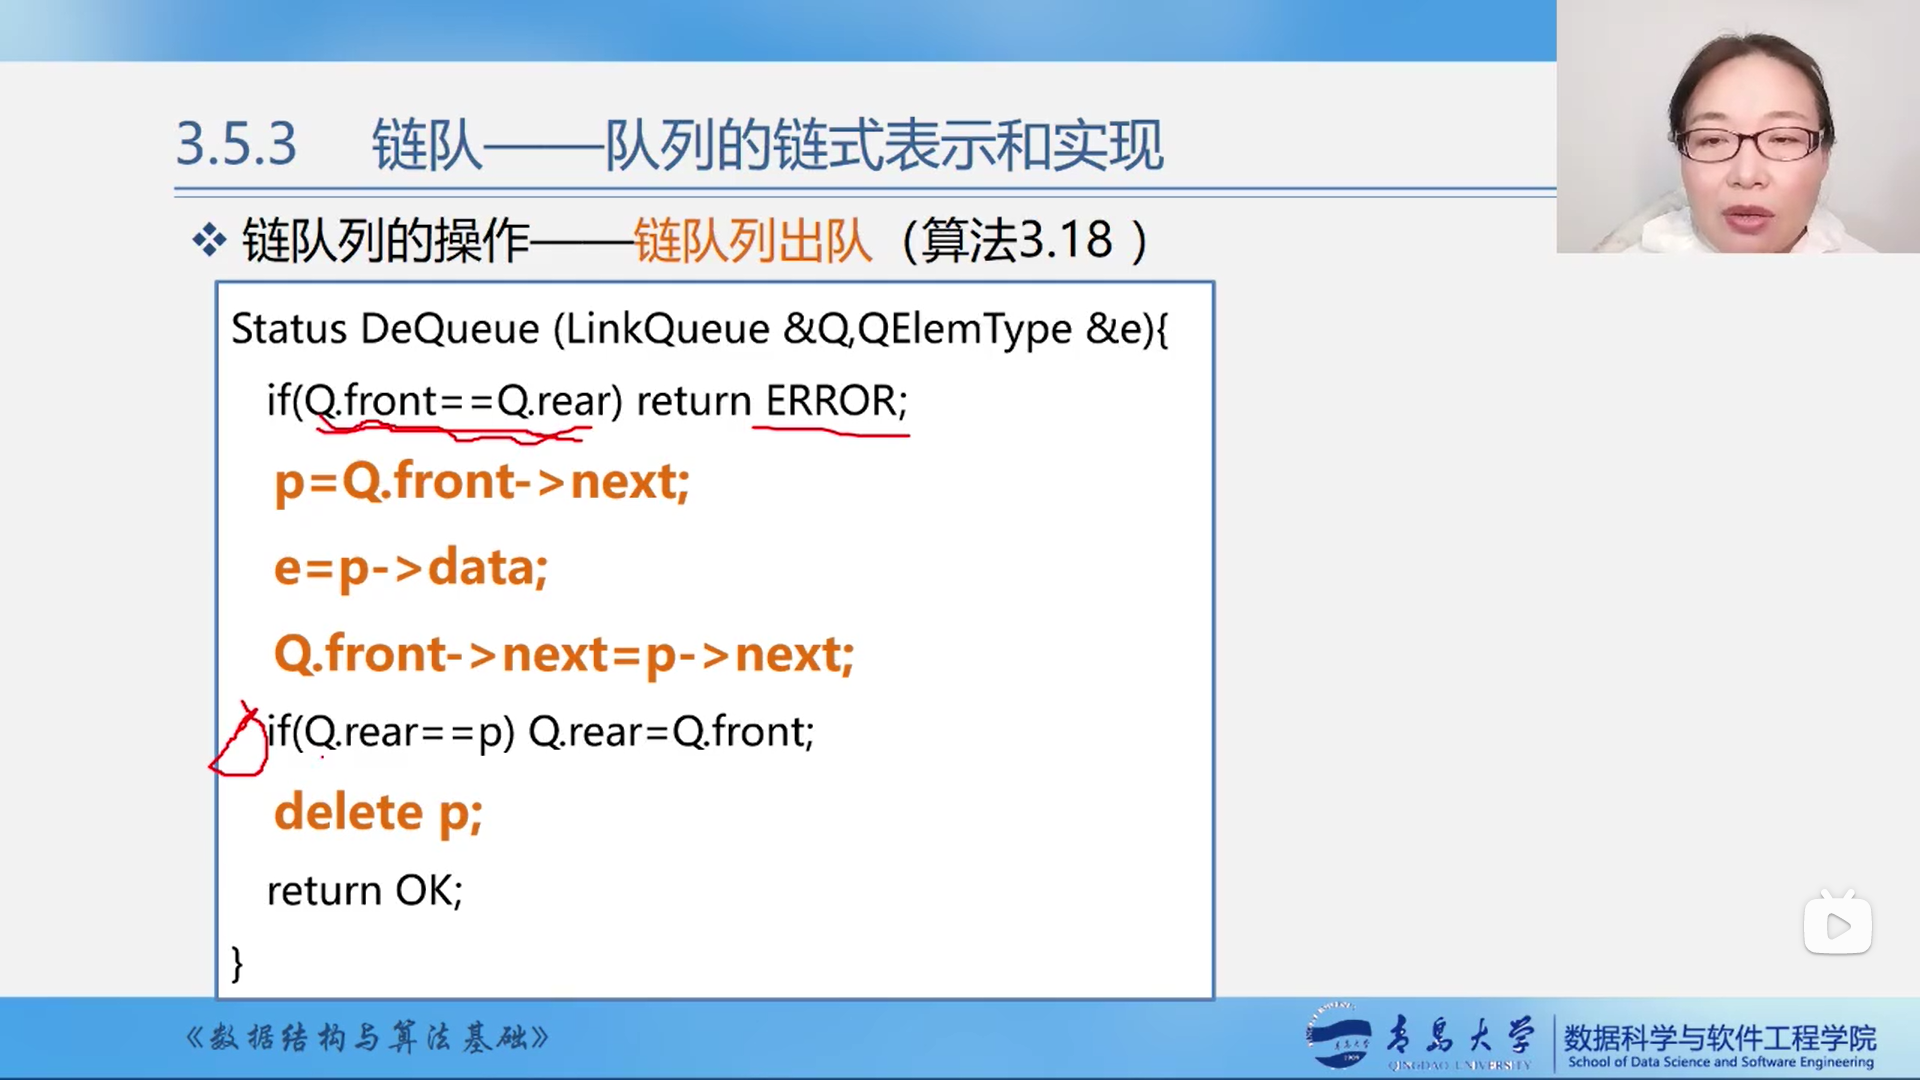 3.5.3 链队——队列的链式表示和实现
❖ 链队列的操作——链队列出队（算法3.18 ）
Status DeQueue (LinkQueue &Q,QElemType &e){
if(Q.front==Q.rear) return ERROR;
p=Q.front->next;
e=p->data;
Q.front->next=p->next;
if(Q.rear==p) Q.rear=Q.front;
delete p;
return OK;
}
《数据结构与算法基础》
青岛大学
QINGDAO UNIVERSITY
数据科学与软件工程学院
School of Data Science and Software Engineering